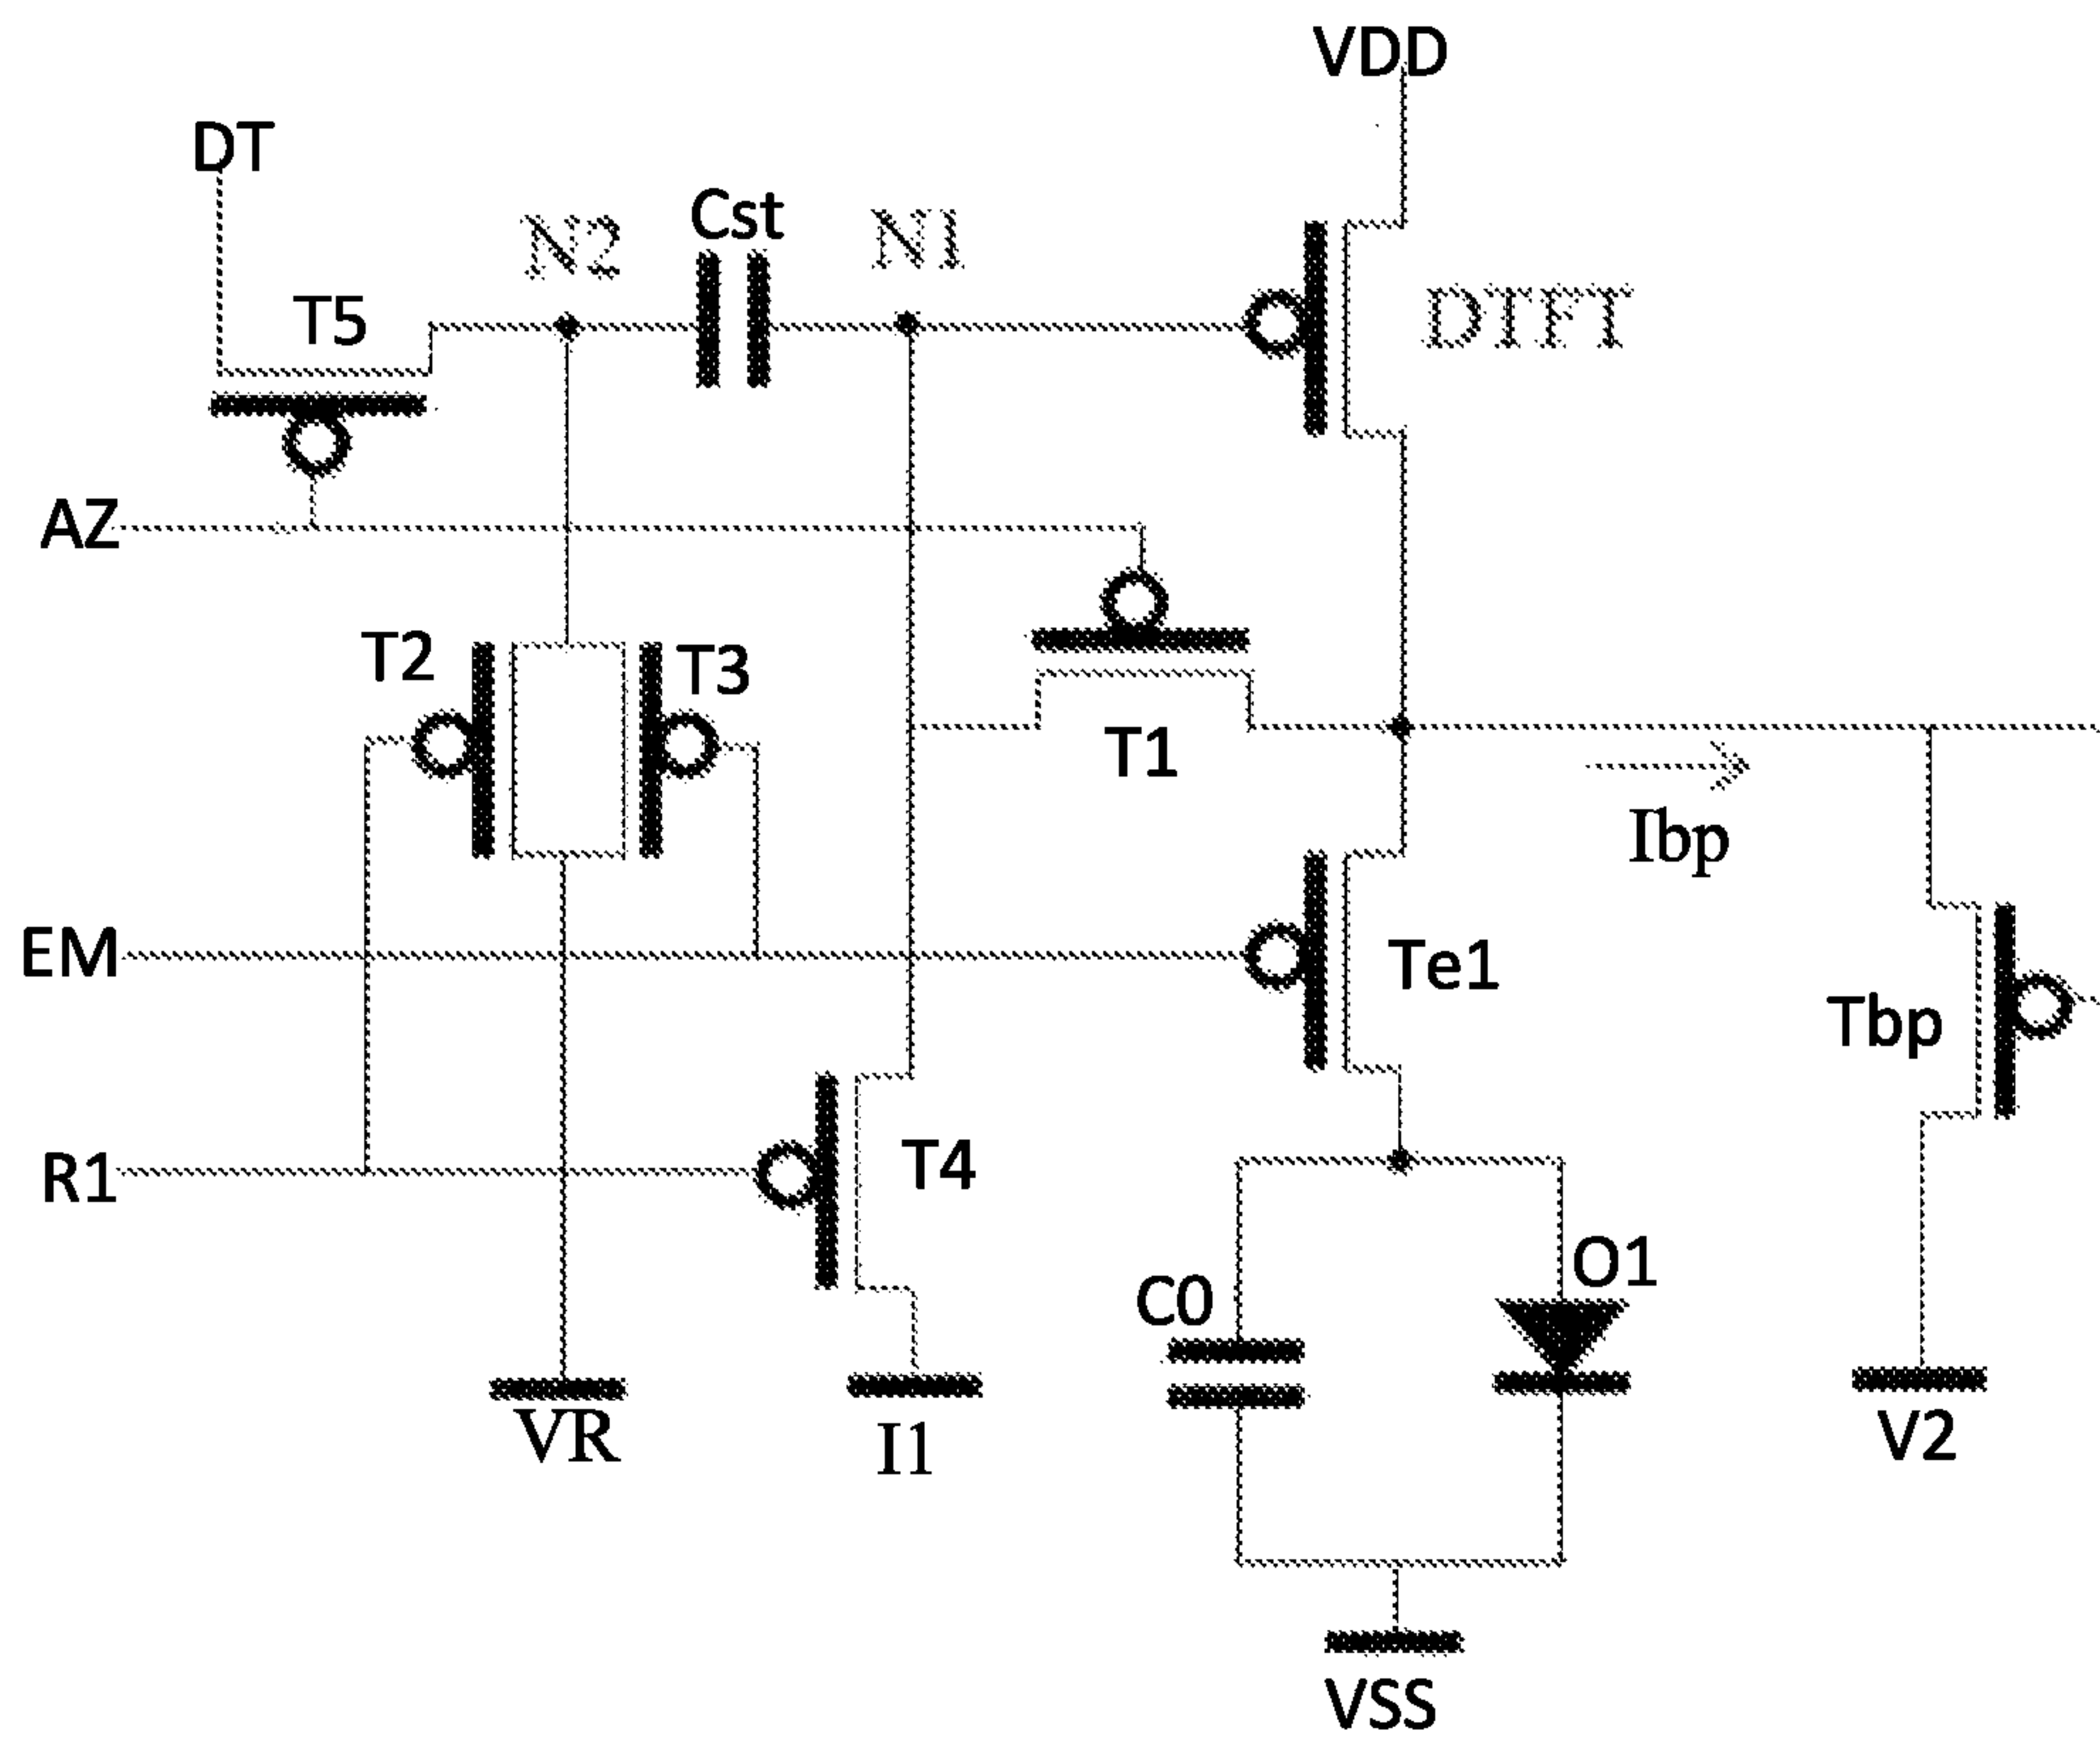 VDD
DT
Cst
N2
N1
T5
DTFT
AZ
T2
T3
T1
Ibp
EM
Te1
Tbp
R1
T4
O1
C0
VR
I1
V2
VSS